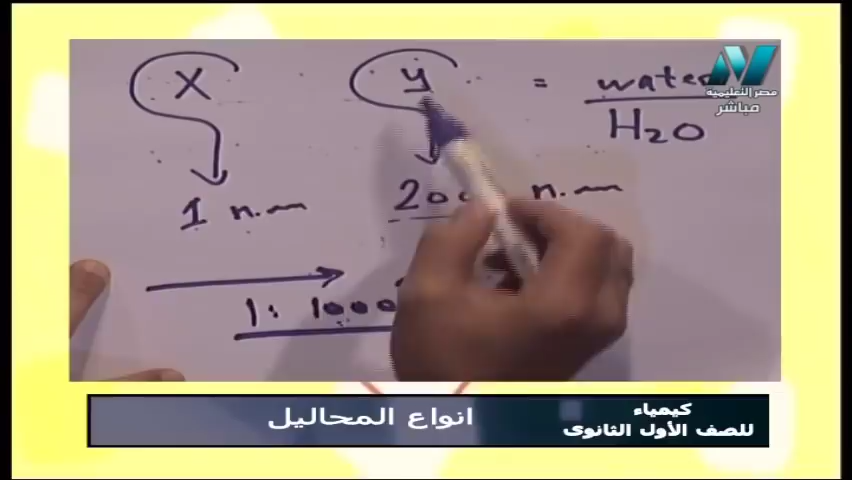 X y = water
H2O
مصر التعليمية
مباشر
1 n.m n.m
1: 1000
كيمياء
للصف الأول الثانوى
انواع المحاليل